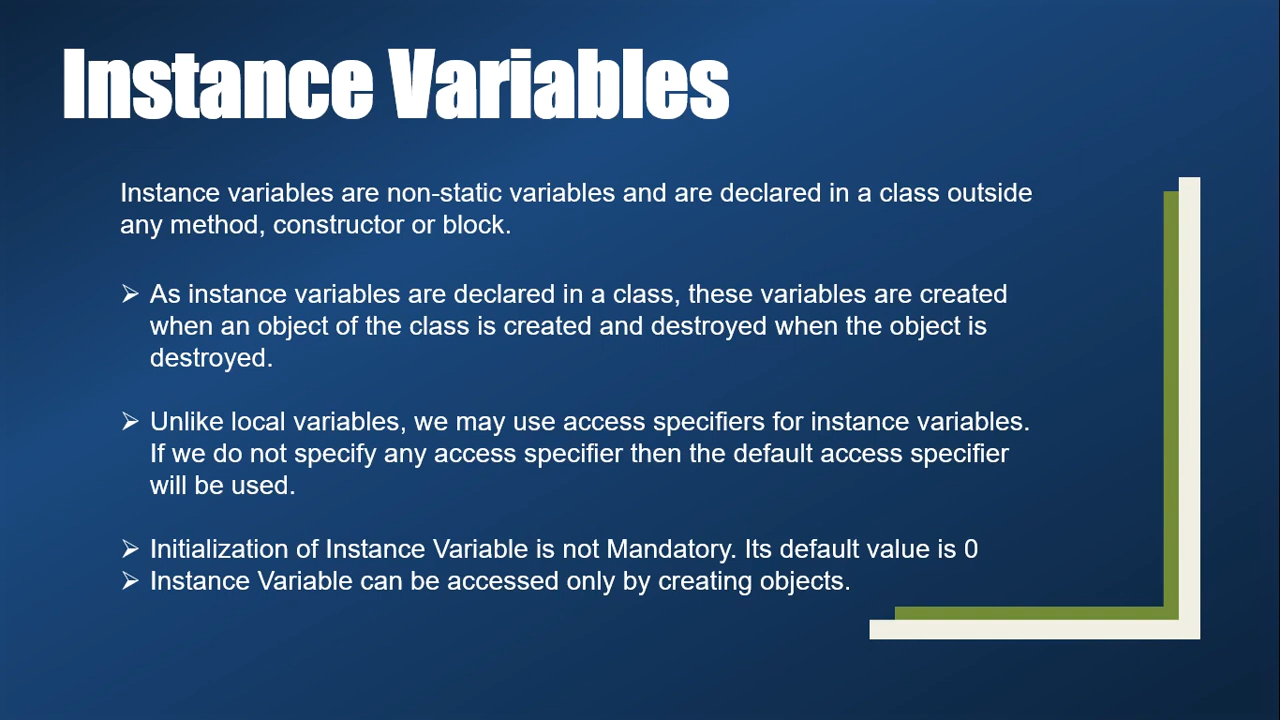 Instance Variables
Instance variables are non-static variables and are declared in a class outside
any method, constructor or block.
➢ As instance variables are declared in a class, these variables are created
when an object of the class is created and destroyed when the object is
destroyed.
➢ Unlike local variables, we may use access specifiers for instance variables.
If we do not specify any access specifier then the default access specifier
will be used.
➢ Initialization of Instance Variable is not Mandatory. Its default value is 0
➢ Instance Variable can be accessed only by creating objects.